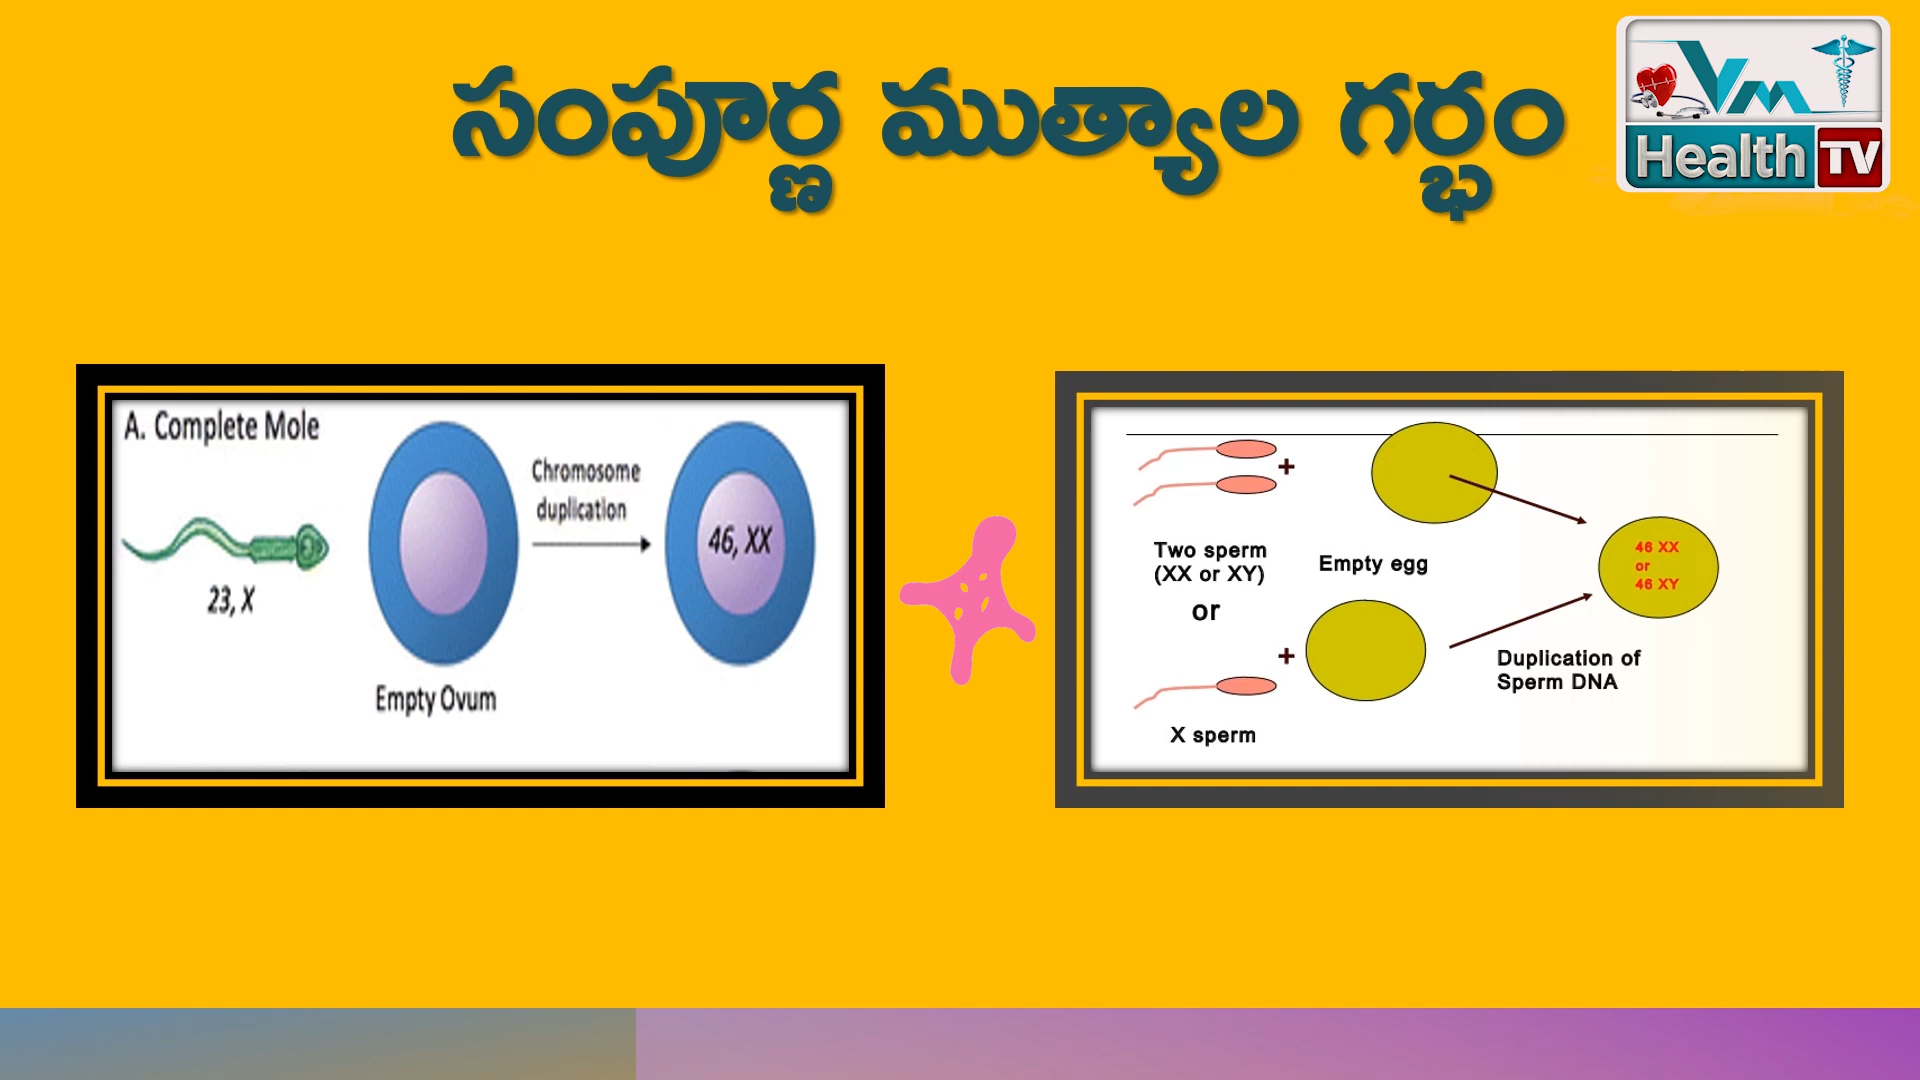 సంపూర్ణ ముత్యాల గర్భం
Vm
Health TV
A. Complete Mole
Chromosome
duplication
46, XX
23, X
Empty Ovum
+
Two sperm
(XX or XY)
or
Empty egg
46 XX
or
46 XY
+
Duplication of
Sperm DNA
X sperm